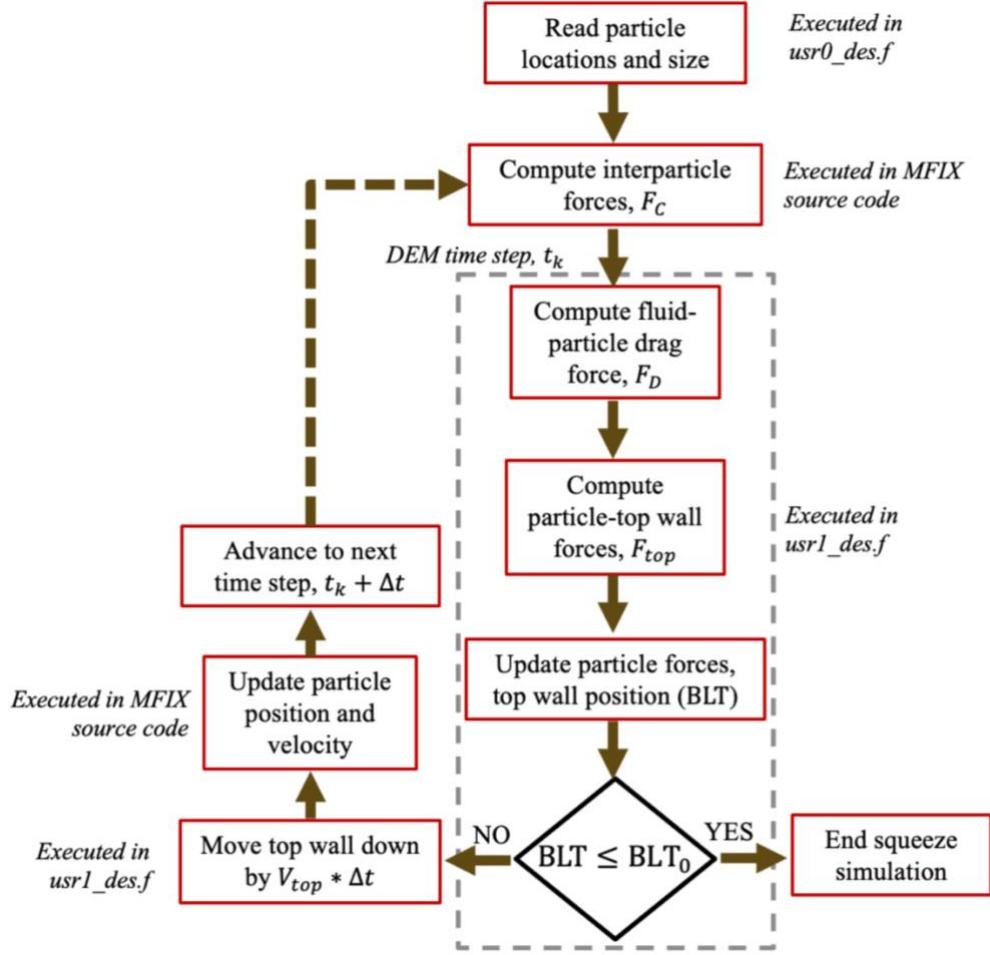 Read particle
locations and size
Executed in
usr0_des.f
Compute interparticle
forces, F_C
Executed in MFIX
source code
DEM time step, t_k
Compute fluid-
particle drag
force, F_D
Compute
particle-top wall
forces, F_top
Executed in
usr1_des.f
Advance to next
time step, t_k + Δt
Update particle forces,
top wall position (BLT)
Executed in MFIX
source code
Update particle
position and
velocity
Executed in
usr1_des.f
Move top wall down
by V_top * Δt
NO
BLT ≤ BLT_0
YES
End squeeze
simulation